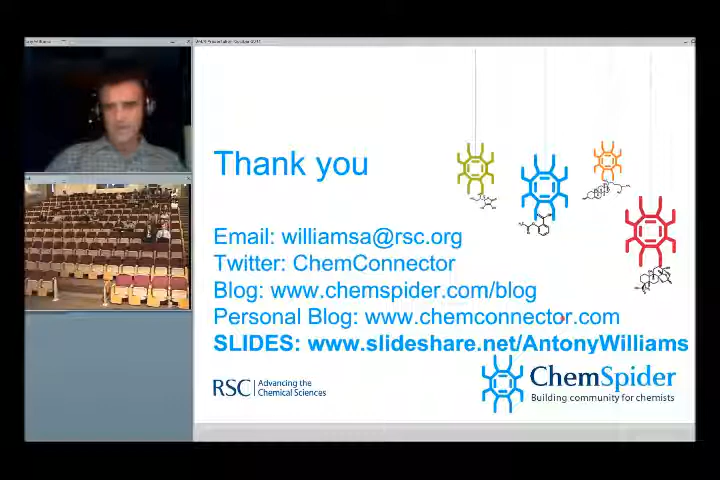 Thank you
Email: williamsa@rsc.org
Twitter: ChemConnector
Blog: www.chemspider.com/blog
Personal Blog: www.chemconnector.com
SLIDES: www.slideshare.net/AntonyWilliams
RSC | Advancing the
Chemical Sciences
ChemSpider
Building community for chemists